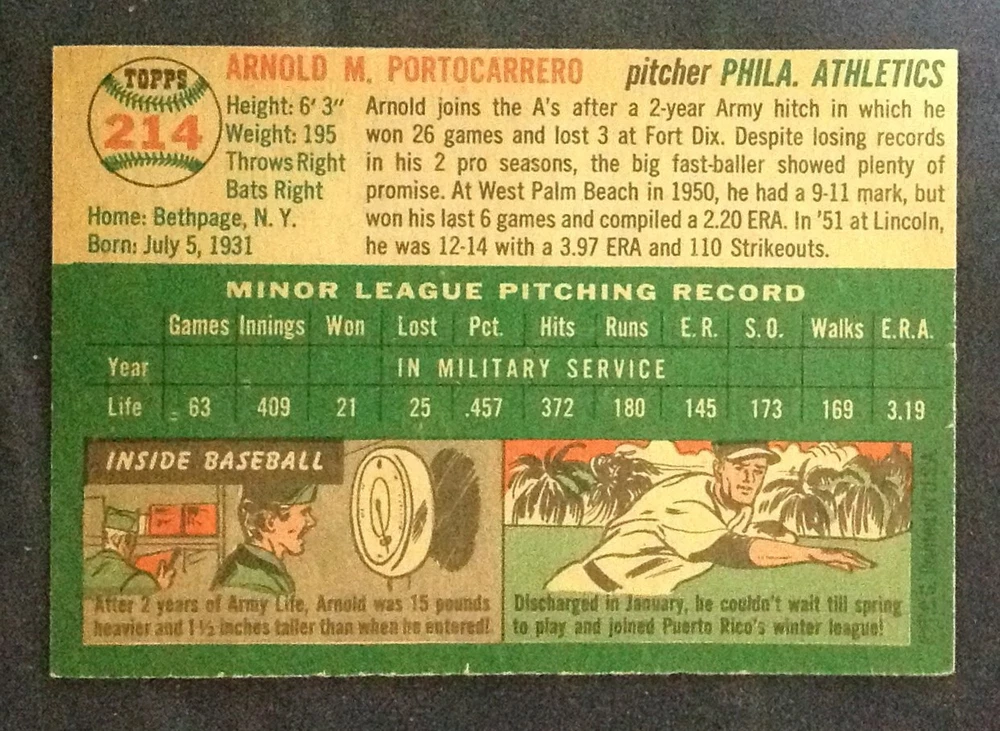 TOPPS
214
ARNOLD M. PORTOCARRERO pitcher PHILA. ATHLETICS
Height: 6' 3"
Weight: 195
Throws Right
Bats Right
Home: Bethpage, N. Y.
Born: July 5, 1931
Arnold joins the A's after a 2-year Army hitch in which he
won 26 games and lost 3 at Fort Dix. Despite losing records
in his 2 pro seasons, the big fast-baller showed plenty of
promise. At West Palm Beach in 1950, he had a 9-11 mark, but
won his last 6 games and compiled a 2.20 ERA. In '51 at Lincoln,
he was 12-14 with a 3.97 ERA and 110 Strikeouts.
MINOR LEAGUE PITCHING RECORD
Games Innings Won Lost Pct. Hits Runs E. R. S. O. Walks E.R.A.
Year IN MILITARY SERVICE
Life 63 409 21 25 .457 372 180 145 173 169 3.19
INSIDE BASEBALL
After 2 years of Army Life, Arnold was 15 pounds
heavier and 1½ inches taller than when he entered!
Discharged in January, he couldn't wait till spring
to play and joined Puerto Rico's winter league!